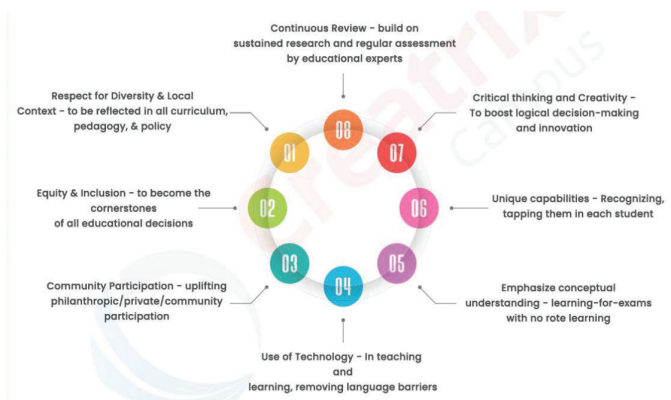 Continuous Review - build on
sustained research and regular assessment
by educational experts
08
Respect for Diversity & Local
Context - to be reflected in all curriculum,
pedagogy, & policy
01
Critical thinking and Creativity -
To boost logical decision-making
and innovation
07
Equity & Inclusion - to become the
cornerstones
of all educational decisions
02
Unique capabilities - Recognizing,
tapping them in each student
06
Community Participation - uplifting
philanthropic/private/community
participation
03
Emphasize conceptual
understanding - learning-for-exams
with no rote learning
05
04
Use of Technology - In teaching
and
learning, removing language barriers
Creatrix
Campus